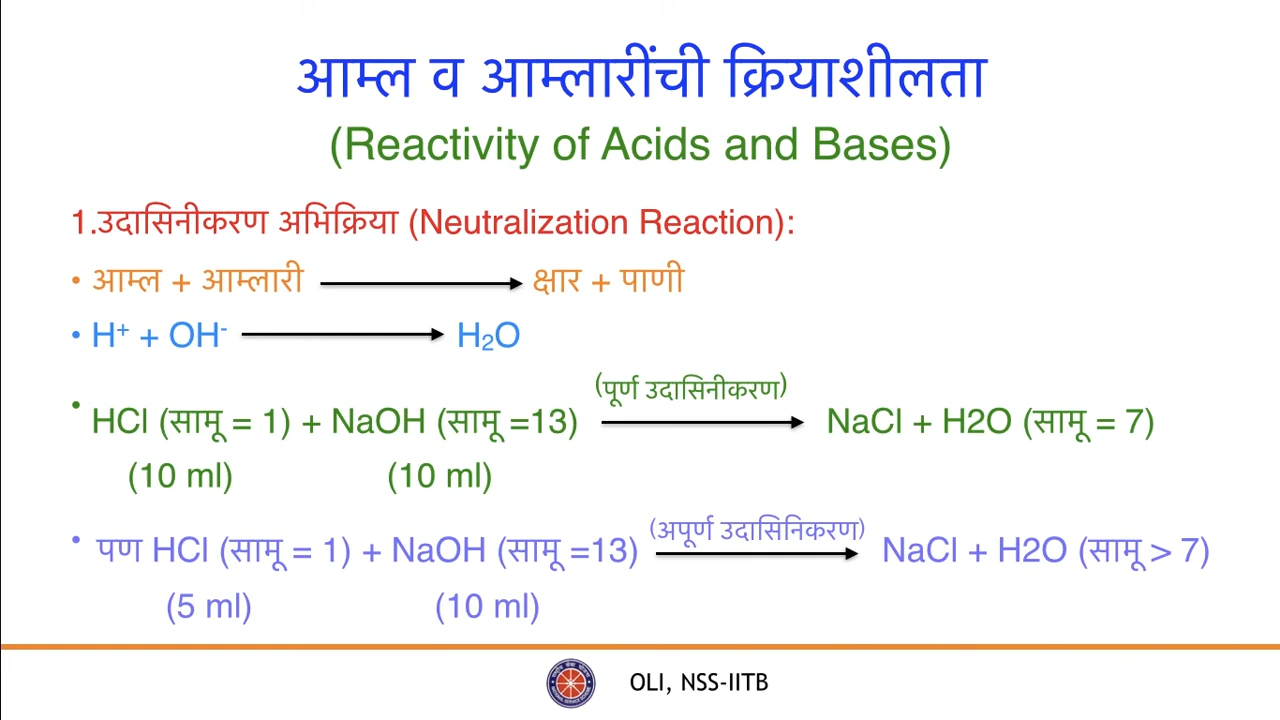 आम्ल व आम्लारींची क्रियाशीलता
(Reactivity of Acids and Bases)
1.उदासिनीकरण अभिक्रिया (Neutralization Reaction):
• आम्ल + आम्लारी ⟶ क्षार + पाणी
• H⁺ + OH⁻ ⟶ H₂O
(पूर्ण उदासिनीकरण)
• HCl (सामू = 1) + NaOH (सामू =13) ⟶ NaCl + H2O (सामू = 7)
(10 ml) (10 ml)
(अपूर्ण उदासिनिकरण)
• पण HCl (सामू = 1) + NaOH (सामू =13) ⟶ NaCl + H2O (सामू > 7)
(5 ml) (10 ml)
OLI, NSS-IITB